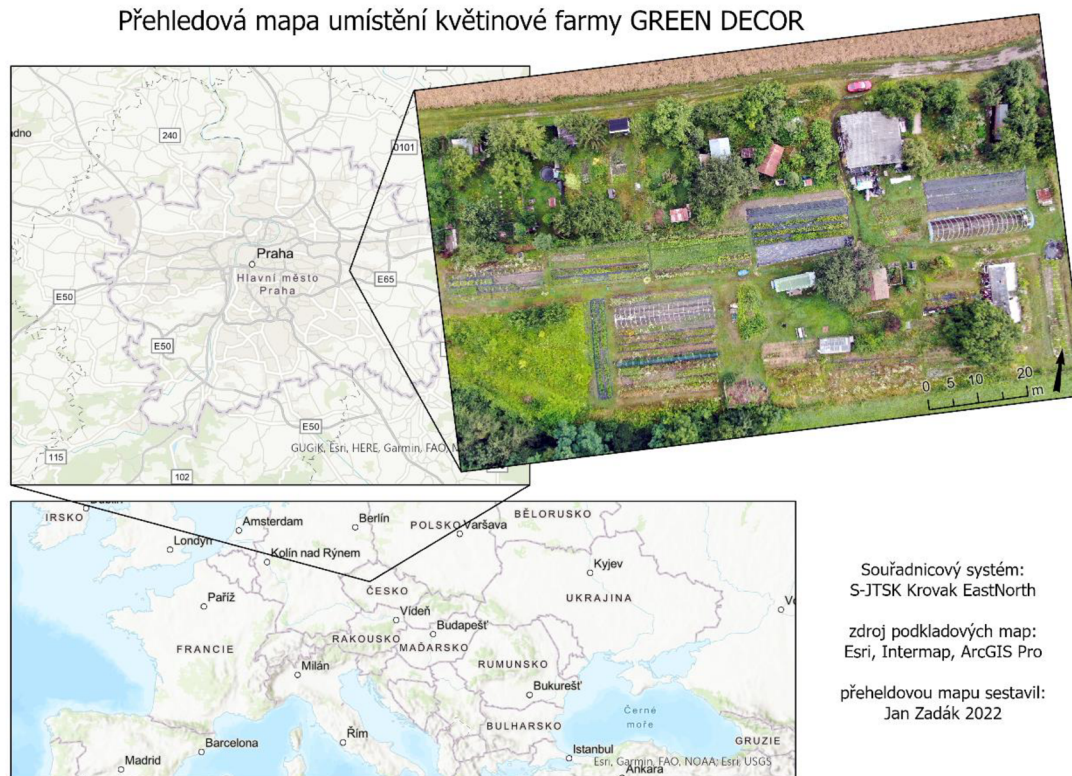 Přehledová mapa umístění květinové farmy GREEN DECOR
240
0101
Praha
Hlavní město
Praha
E65
E50
E50
E50
GUGiK, Esri, HERE, Garmin, FAO,
115
102
0 5 10 20
m
IRSKO
Amsterdam
Berlín
POLSKO
Varšava
BĚLORUSKO
Londýn
Kolín nad Rýnem
Kyjev
ČESKO
UKRAJINA
Paříž
Vídeň
Budapešť
FRANCIE
RAKOUSKO
MAĎARSKO
Milán
RUMUNSKO
Bukurešť
Černé
moře
BULHARSKO
Řím
GRUZIE
Barcelona
Istanbul
Madrid
Esri, Garmin, FAO, NOAA; Esri, USGS
Ankara
Souřadnicový systém:
S-JTSK Krovak EastNorth
zdroj podkladových map:
Esri, Intermap, ArcGIS Pro
přeheldovou mapu sestavil:
Jan Zadák 2022